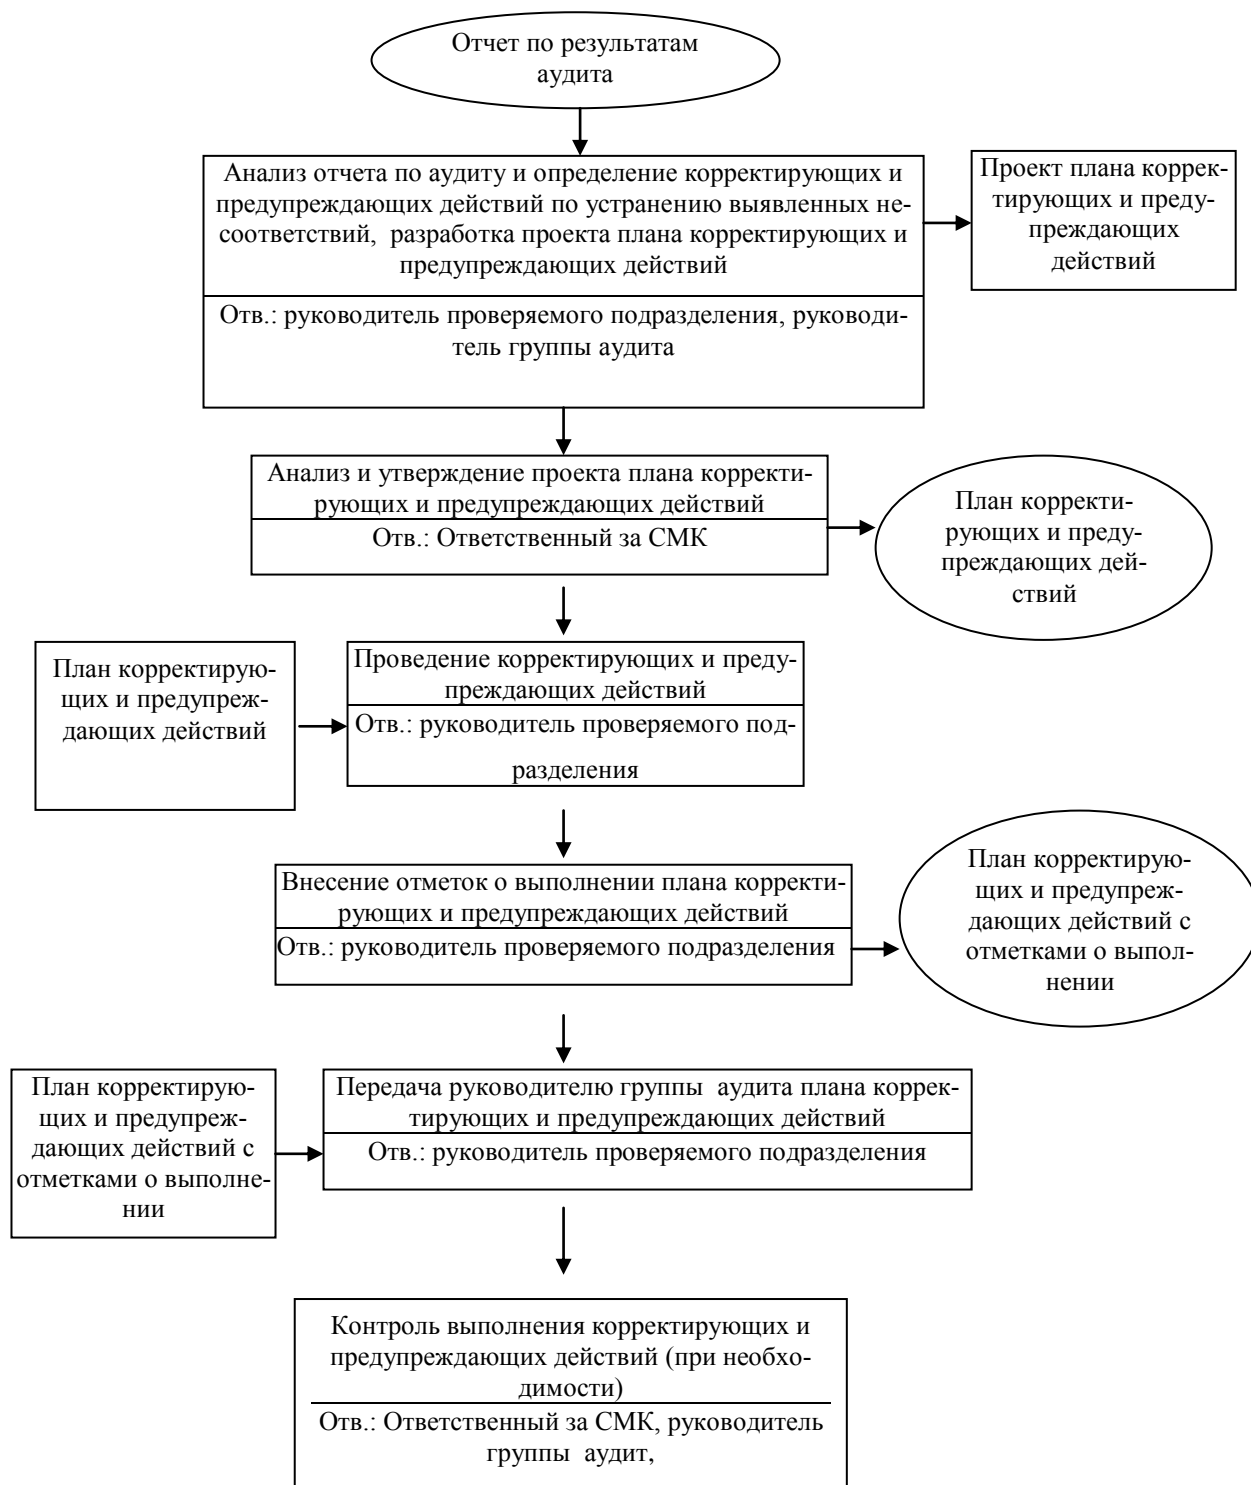 Отчет по результатам
аудита
Анализ отчета по аудиту и определение корректирующих и
предупреждающих действий по устранению выявленных не-
соответствий, разработка проекта плана корректирующих и
предупреждающих действий
Отв.: руководитель проверяемого подразделения, руководи-
тель группы аудита
Проект плана коррек-
тирующих и преду-
преждающих
действий
Анализ и утверждение проекта плана корректи-
рующих и предупреждающих действий
Отв.: Ответственный за СМК
План корректи-
рующих и преду-
преждающих дей-
ствий
План корректирую-
щих и предупреж-
дающих действий
Проведение корректирующих и преду-
преждающих действий
Отв.: руководитель проверяемого под-
разделения
Внесение отметок о выполнении плана корректи-
рующих и предупреждающих действий
Отв.: руководитель проверяемого подразделения
План корректирую-
щих и предупреж-
дающих действий с
отметками о выпол-
нении
План корректирую-
щих и предупреж-
дающих действий с
отметками о выполне-
нии
Передача руководителю группы аудита плана коррек-
тирующих и предупреждающих действий
Отв.: руководитель проверяемого подразделения
Контроль выполнения корректирующих и
предупреждающих действий (при необхо-
димости)
Отв.: Ответственный за СМК, руководитель
группы аудит,